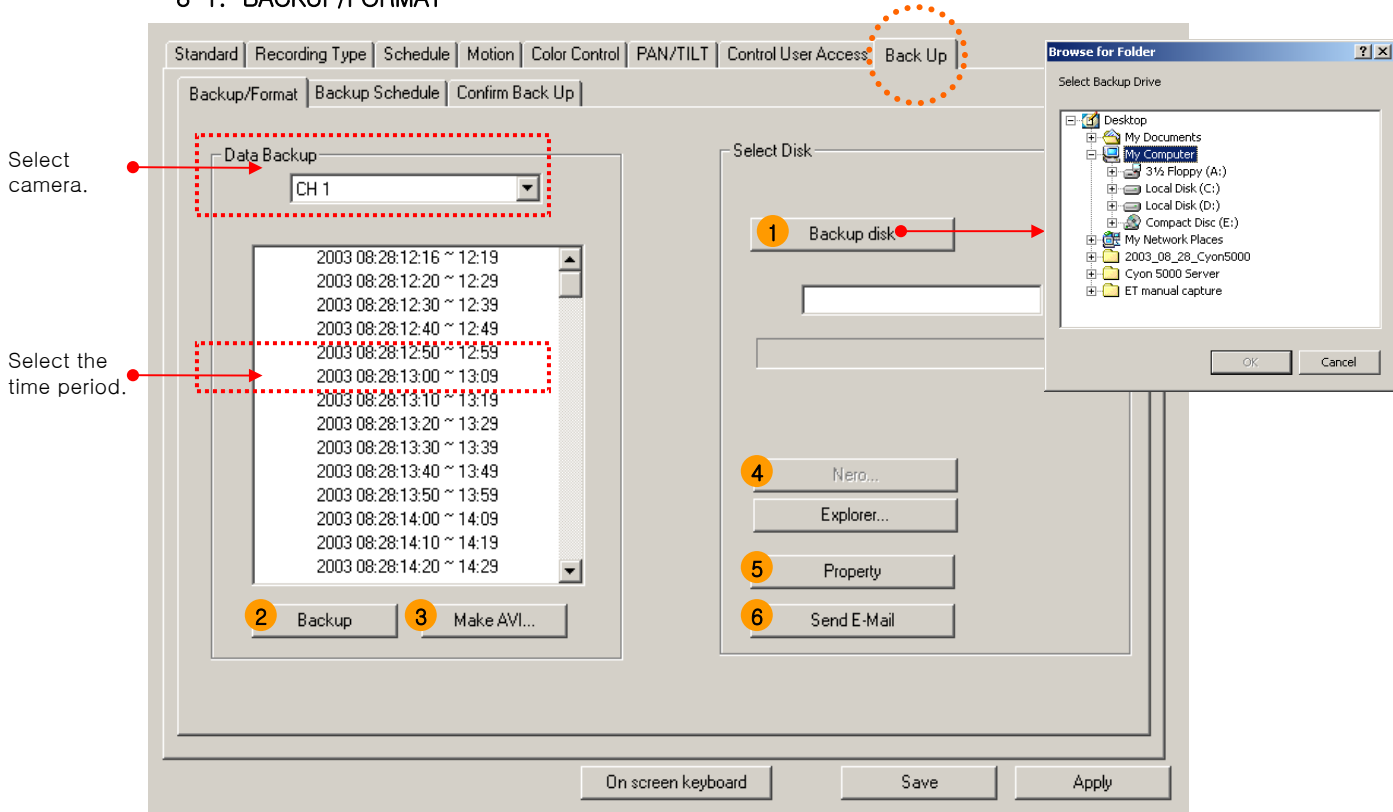 8-1. BACKUP/FORMAT
Standard Recording Type Schedule Motion Color Control PAN/TILT Control User Access Back Up
Backup/Format Backup Schedule Confirm Back Up
Select
camera.
Data Backup
CH 1
2003 08:28:12:16 ~ 12:19
2003 08:28:12:20 ~ 12:29
2003 08:28:12:30 ~ 12:39
2003 08:28:12:40 ~ 12:49
2003 08:28:12:50 ~ 12:59
2003 08:28:13:00 ~ 13:09
2003 08:28:13:10 ~ 13:19
2003 08:28:13:20 ~ 13:29
2003 08:28:13:30 ~ 13:39
2003 08:28:13:40 ~ 13:49
2003 08:28:13:50 ~ 13:59
2003 08:28:14:00 ~ 14:09
2003 08:28:14:10 ~ 14:19
2003 08:28:14:20 ~ 14:29
Select the
time period.
2 Backup
3 Make AVI...
Select Disk
1 Backup disk
4 Nero...
Explorer...
5 Property
6 Send E-Mail
Browse for Folder
Select Backup Drive
Desktop
My Documents
My Computer
3½ Floppy (A:)
Local Disk (C:)
Local Disk (D:)
Compact Disc (E:)
My Network Places
2003_08_28_Cyon5000
Cyon 5000 Server
ET manual capture
OK Cancel
On screen keyboard Save Apply